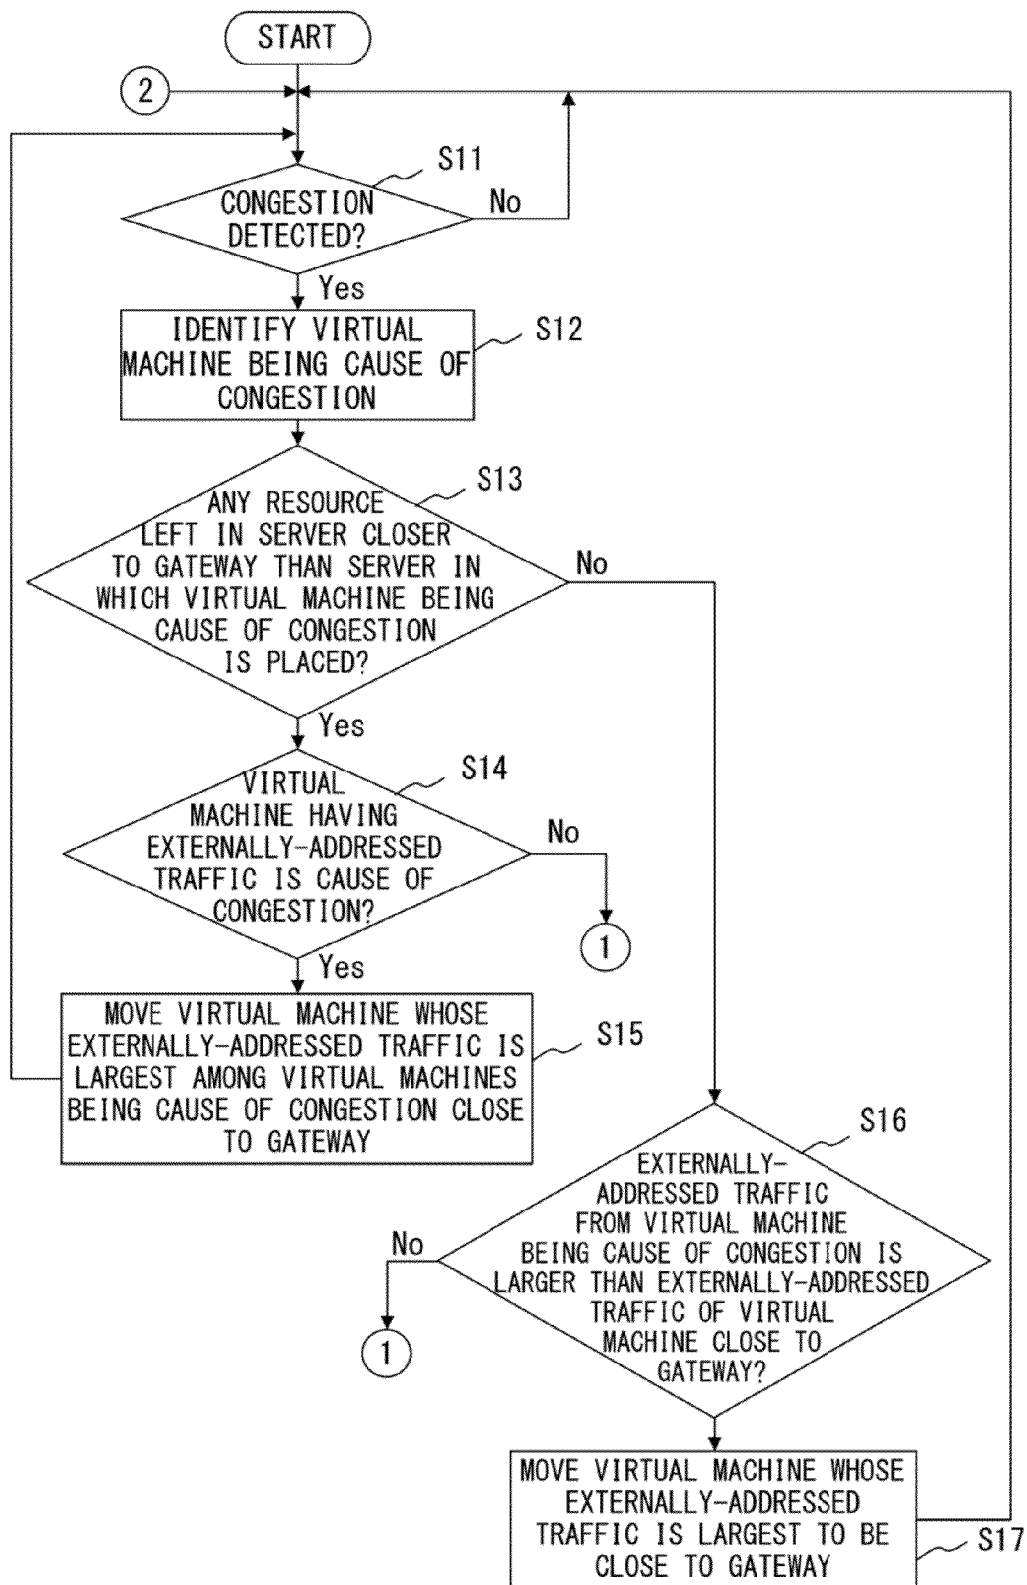 START
2
S11
CONGESTION
DETECTED?
No
Yes
IDENTIFY VIRTUAL
MACHINE BEING CAUSE OF
CONGESTION
S12
S13
ANY RESOURCE
LEFT IN SERVER CLOSER
TO GATEWAY THAN SERVER IN
WHICH VIRTUAL MACHINE BEING
CAUSE OF CONGESTION
IS PLACED?
No
Yes
S14
VIRTUAL
MACHINE HAVING
EXTERNALLY-ADDRESSED
TRAFFIC IS CAUSE OF
CONGESTION?
No
1
Yes
MOVE VIRTUAL MACHINE WHOSE
EXTERNALLY-ADDRESSED TRAFFIC IS
LARGEST AMONG VIRTUAL MACHINES
BEING CAUSE OF CONGESTION CLOSE
TO GATEWAY
S15
S16
EXTERNALLY-
ADDRESSED TRAFFIC
FROM VIRTUAL MACHINE
BEING CAUSE OF CONGESTION IS
LARGER THAN EXTERNALLY-ADDRESSED
TRAFFIC OF VIRTUAL
MACHINE CLOSE TO
GATEWAY?
No
1
MOVE VIRTUAL MACHINE WHOSE
EXTERNALLY-ADDRESSED
TRAFFIC IS LARGEST TO BE
CLOSE TO GATEWAY
S17